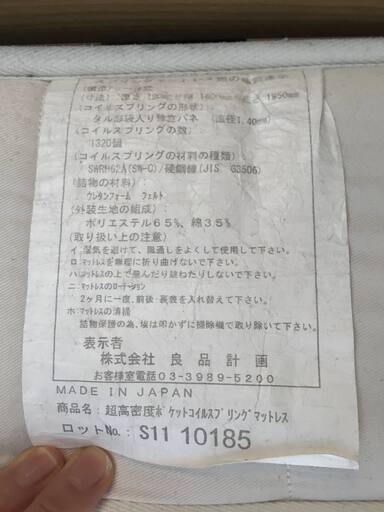 (コイルスプリングの形状)
タル形袋入り独立バネ (線径1.40mm)
(コイルスプリングの数)
1320個
(コイルスプリングの材料の種類)
SWRH62A(SW-C)/硬鋼線(JIS G3506)
(詰物の材料)
ウレタンフォーム フェルト
(外装生地の組成)
ポリエステル65%、綿35%
(取り扱い上の注意)
イ.湿気を避けて、風通しをよくして使用して下さい。
ロ.マットレスを無理に折り曲げないで下さい。
ハ.マットレスの上で飛んだり跳ねたりしないで下さい。
ニ.マットレスのローテーション
2ヶ月に一度、前後・表裏を入れ替えて下さい。
ホ.マットレスの清掃
詰物保護の為、埃は叩かずに掃除機で取り除いて下さい。
表示者
株式会社 良品計画
お客様室電話03-3989-5200
MADE IN JAPAN
商品名: 超高密度ポケットコイルスプリングマットレス
ロットNo.: S11 10185